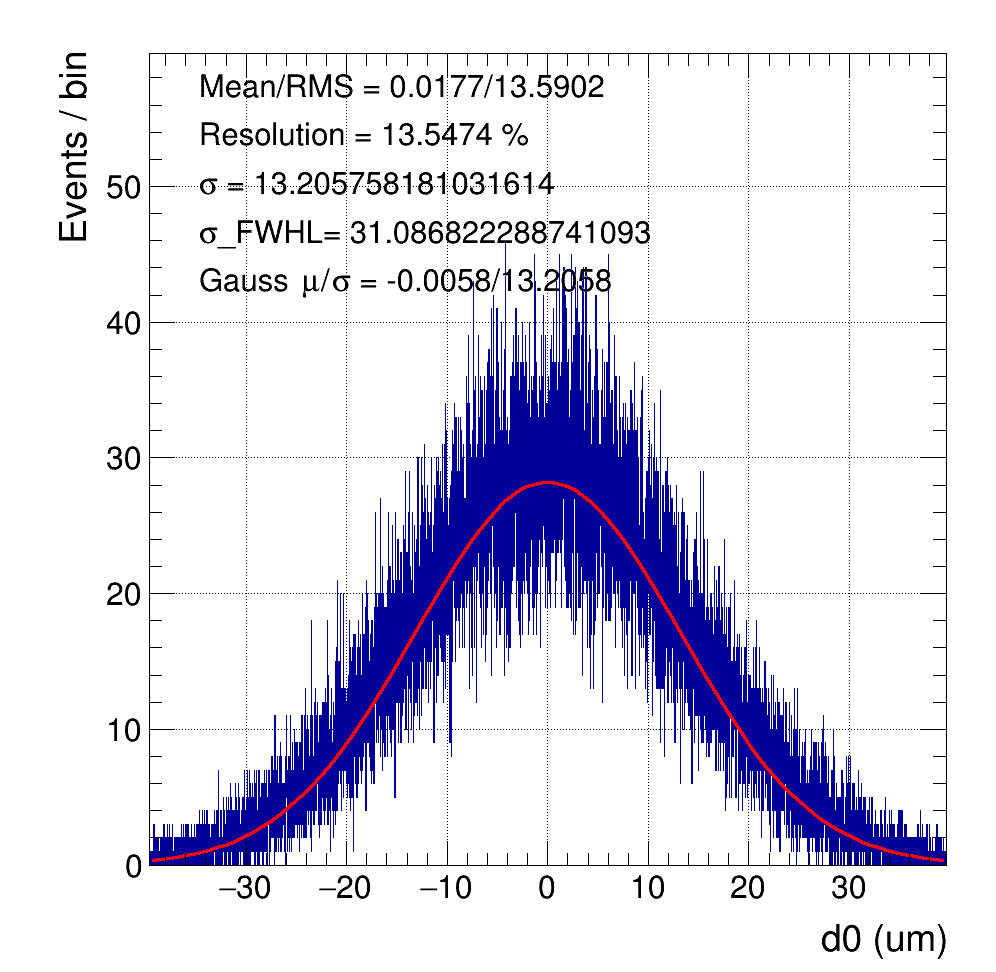 Events / bin
Mean/RMS = 0.0177/13.5902
Resolution = 13.5474 %
σ = 13.205758181031614
σ_FWHL= 31.086822288741093
Gauss μ/σ = -0.0058/13.2058
50
40
30
20
10
0
−30 −20 −10 0 10 20 30
d0 (um)